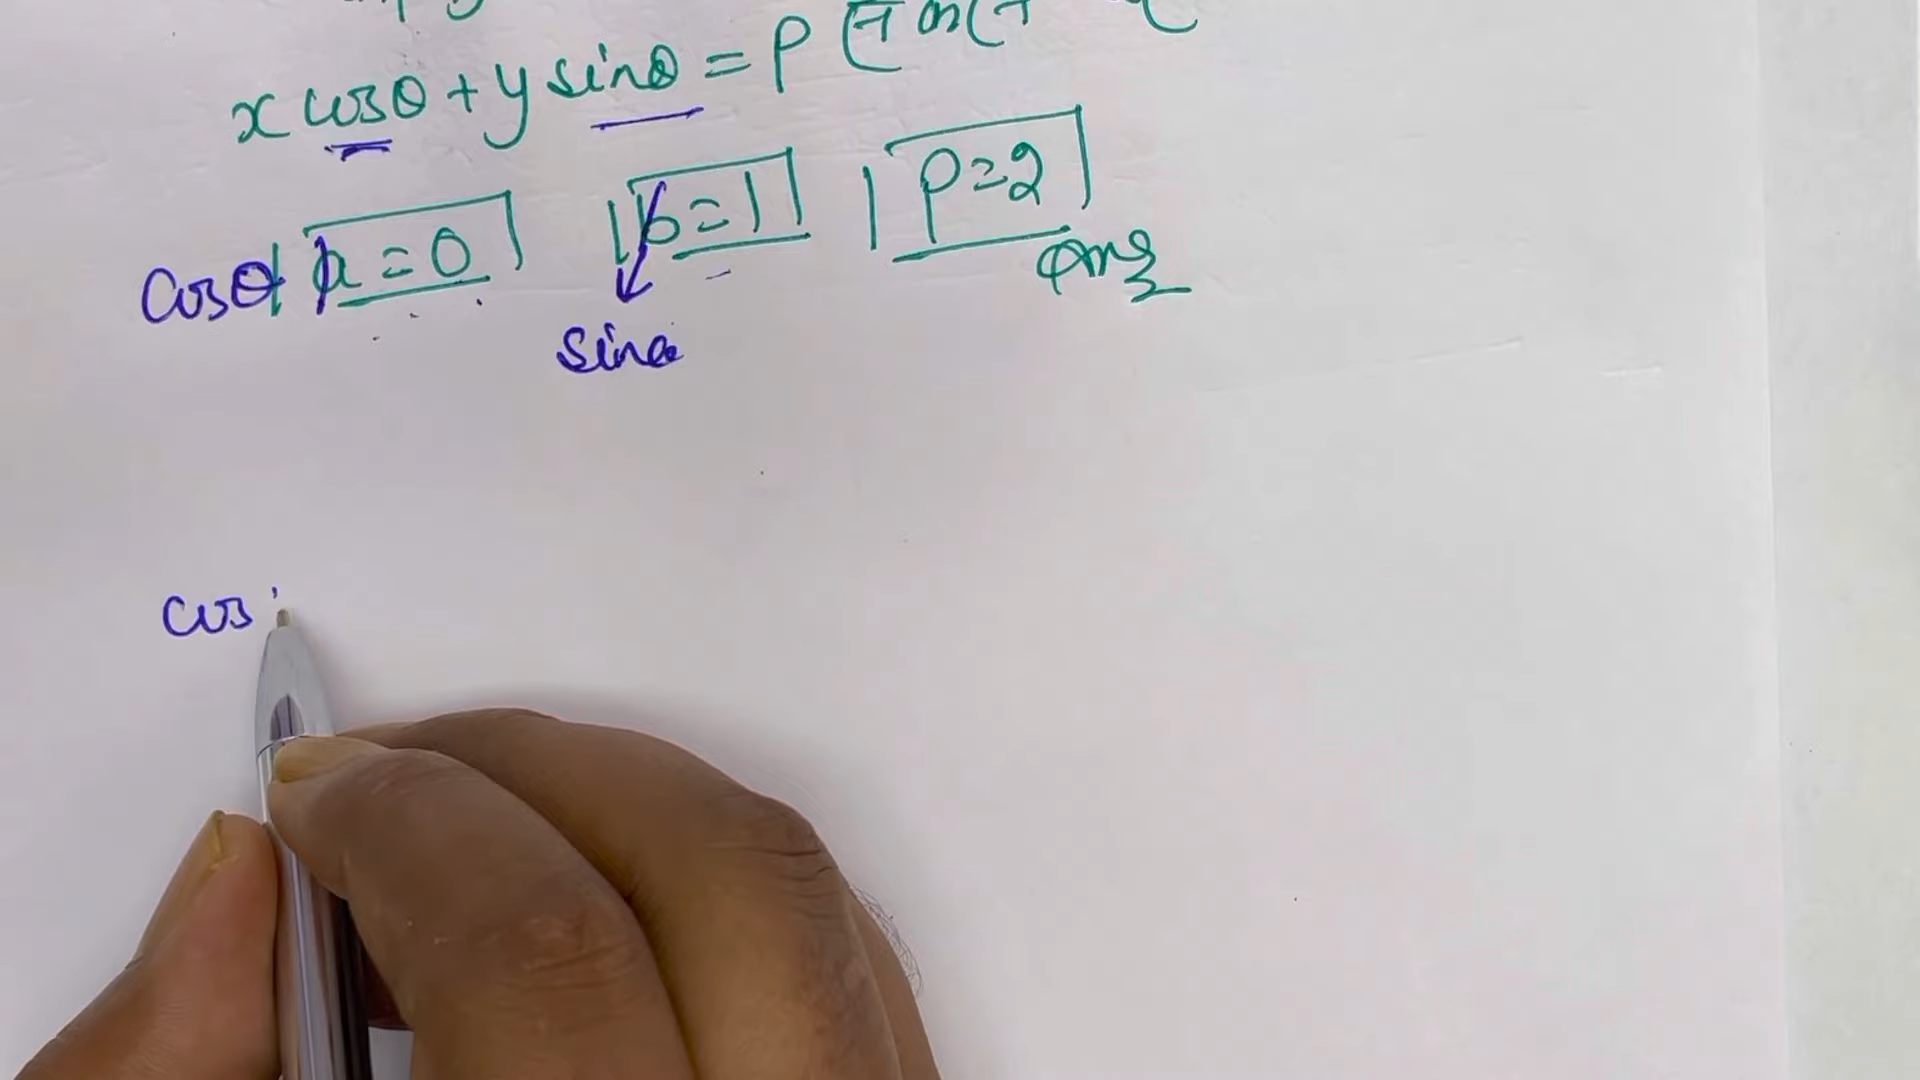 x cosθ + y sinθ = P
cosθ a = 0 b = 1 P = 2
Ans
sinθ
cos